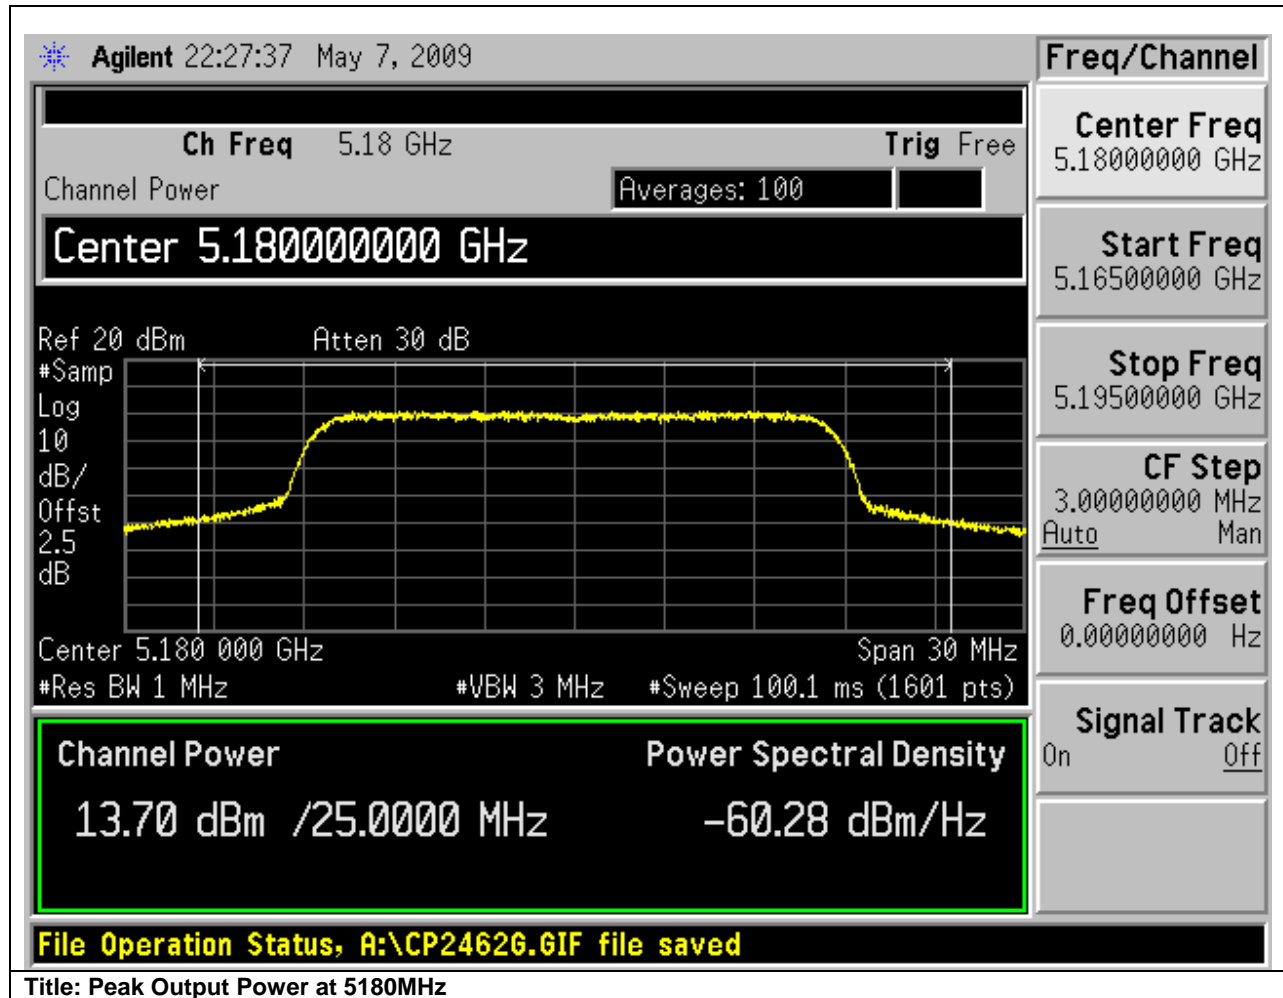 Agilent 22:27:37 May 7, 2009
Freq/Channel
Ch Freq 5.18 GHz Trig Free
Channel Power Averages: 100
Center 5.180000000 GHz
Ref 20 dBm Atten 30 dB
#Samp
Log
10
dB/
Offst
2.5
dB
Center 5.180 000 GHz Span 30 MHz
#Res BW 1 MHz #VBW 3 MHz #Sweep 100.1 ms (1601 pts)
Channel Power Power Spectral Density
13.70 dBm /25.0000 MHz -60.28 dBm/Hz
File Operation Status, A:\CP2462G.GIF file saved
Center Freq
5.18000000 GHz
Start Freq
5.16500000 GHz
Stop Freq
5.19500000 GHz
CF Step
3.00000000 MHz
Auto Man
Freq Offset
0.00000000 Hz
Signal Track
On Off
Title: Peak Output Power at 5180MHz